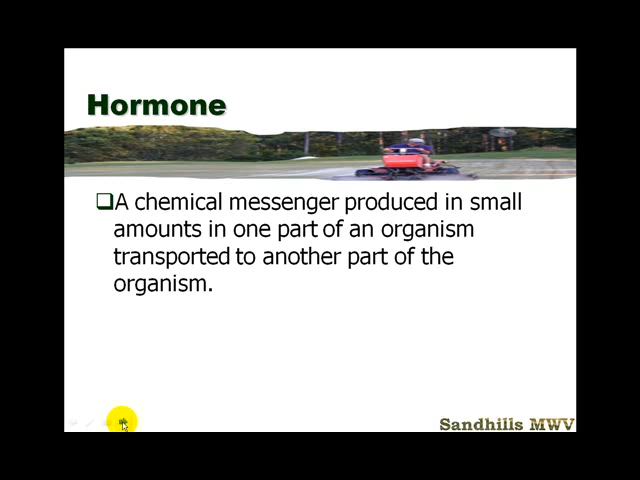 Hormone
A chemical messenger produced in small
amounts in one part of an organism
transported to another part of the
organism.
Sandhills MWV